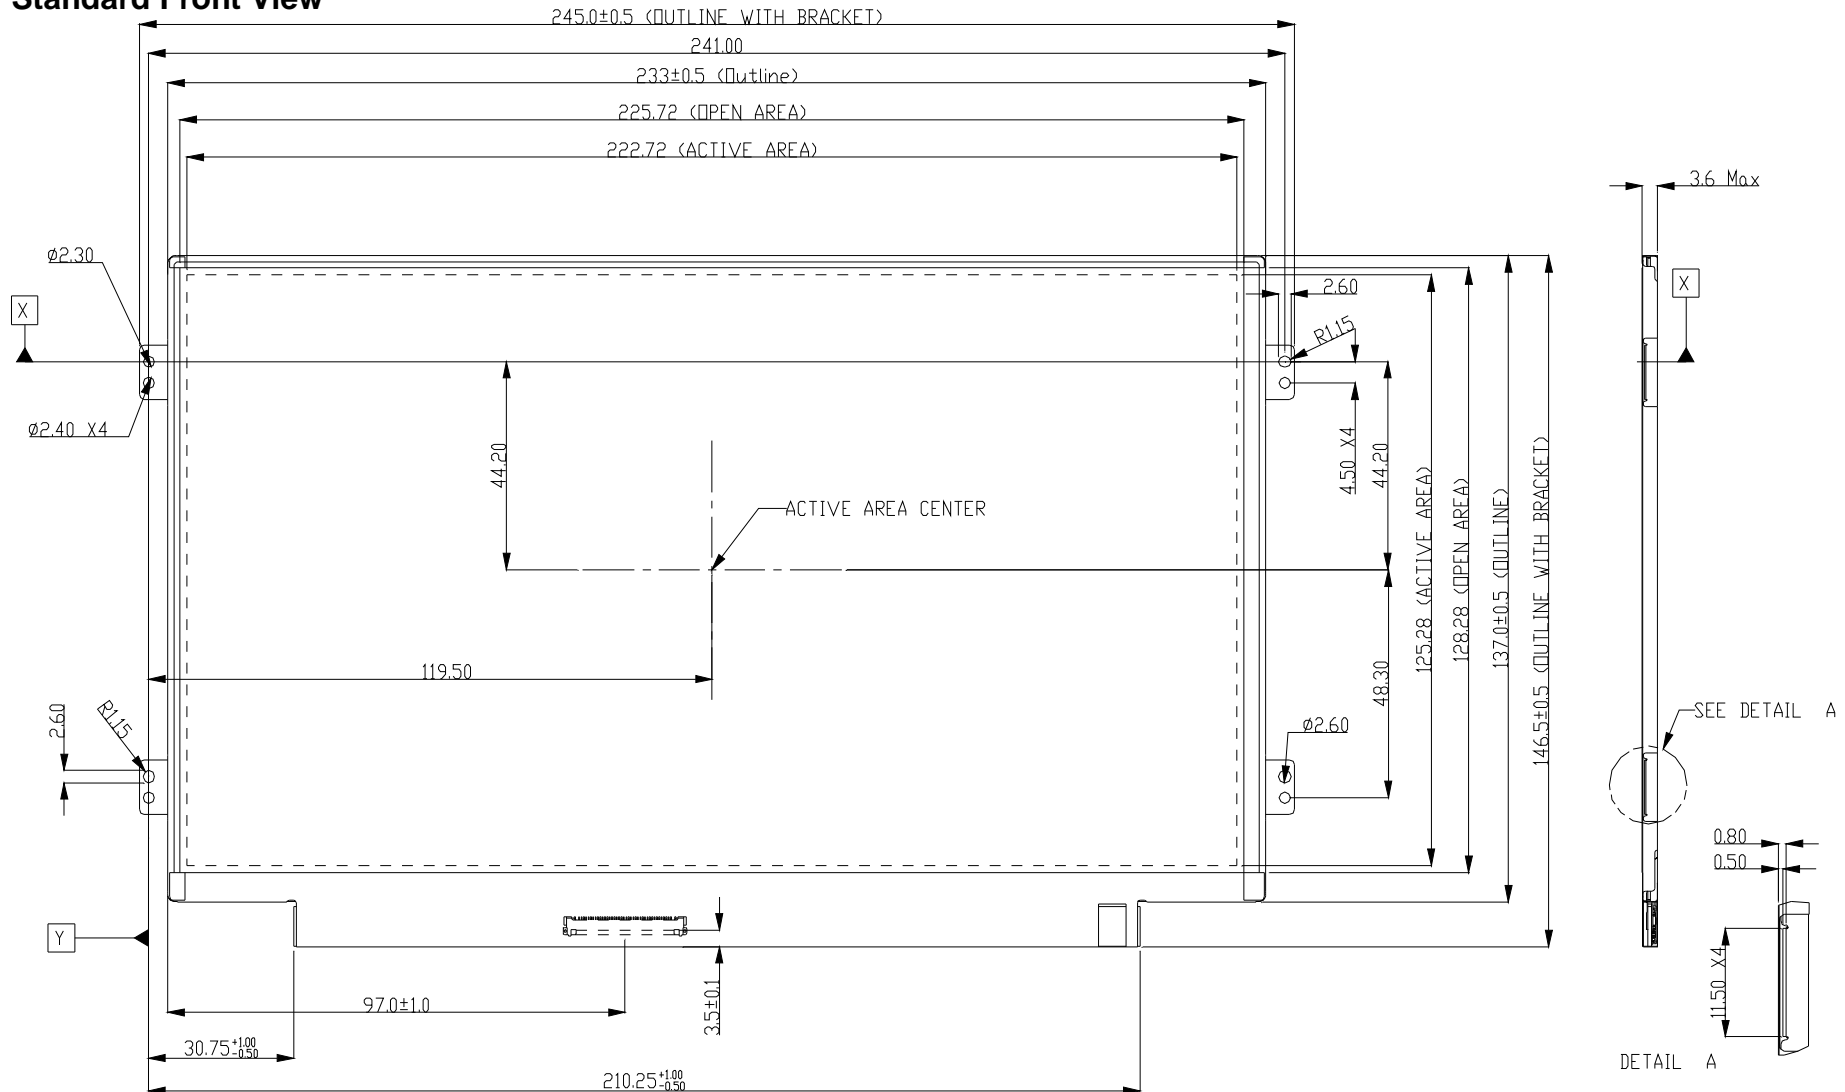 Standard Front View
245.0±0.5 (OUTLINE WITH BRACKET)
241.00
233±0.5 (Outline)
225.72 (OPEN AREA)
222.72 (ACTIVE AREA)
3.6 Max
ø2.30
2.60
X
X
R1.15
ø2.40 X4
44.20
4.50 X4
44.20
125.28 (ACTIVE AREA)
128.28 (OPEN AREA)
137.0±0.5 (OUTLINE)
146.5±0.5 (OUTLINE WITH BRACKET)
ACTIVE AREA CENTER
119.50
48.30
2.60
R1.15
ø2.60
SEE DETAIL A
0.80
0.50
Y
11.50 X4
97.0±1.0
3.5±0.1
30.75+1.00 -0.50
DETAIL A
210.25+1.00 -0.50